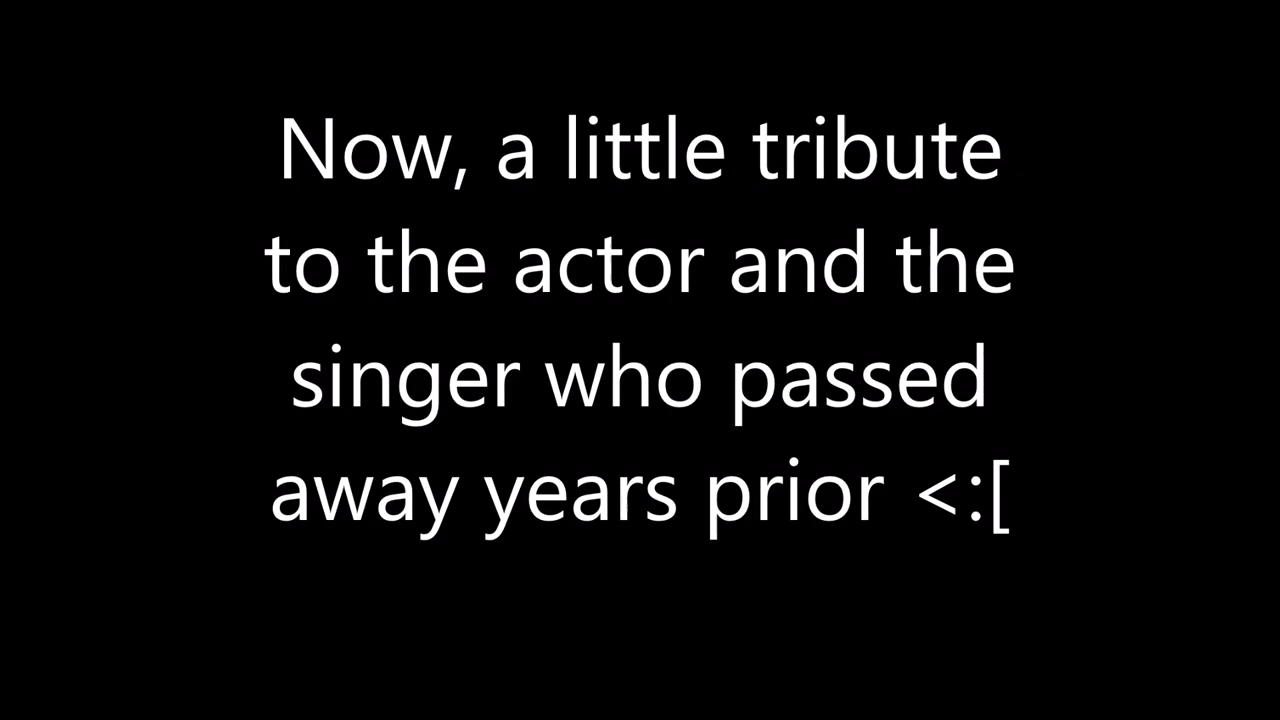 Now, a little tribute
to the actor and the
singer who passed
away years prior <:[